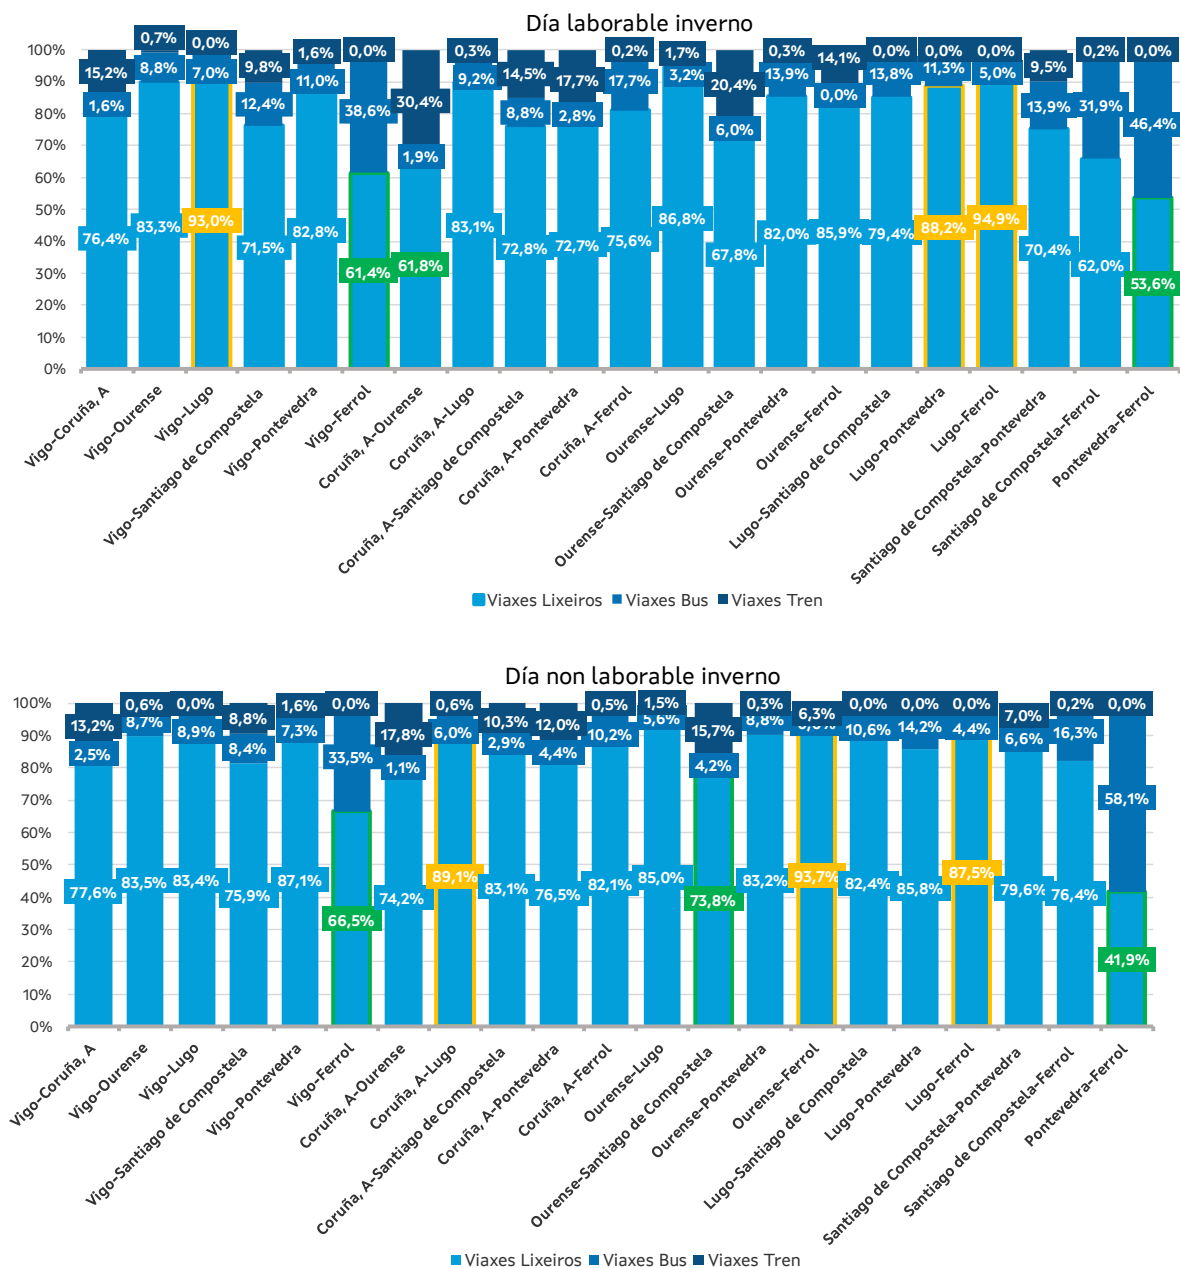 Día laborable inverno
0,7% 0,0% 1,6% 0,0% 0,3% 0,2% 1,7% 0,3% 0,0% 0,0% 0,0% 0,2% 0,0%
100%
15,2% 8,8% 7,0% 9,8% 11,0% 30,4% 9,2% 14,5% 17,7% 17,7% 3,2% 20,4% 13,9% 14,1% 13,8% 11,3% 5,0% 9,5%
90%
1,6% 12,4% 38,6% 8,8% 2,8% 6,0% 0,0% 13,9% 31,9% 46,4%
80%
70%
1,9%
60%
50%
76,4% 83,3% 93,0% 71,5% 82,8% 83,1% 72,8% 72,7% 75,6% 86,8% 67,8% 82,0% 85,9% 79,4% 88,2% 94,9% 70,4%
40%
61,4% 61,8% 62,0% 53,6%
30%
20%
10%
0%
Vigo-Coruña, A
Vigo-Ourense
Vigo-Lugo
Vigo-Santiago de Compostela
Vigo-Pontevedra
Vigo-Ferrol
Coruña, A-Ourense
Coruña, A-Lugo
Coruña, A-Santiago de Compostela
Coruña, A-Pontevedra
Coruña, A-Ferrol
Ourense-Lugo
Ourense-Santiago de Compostela
Ourense-Pontevedra
Ourense-Ferrol
Lugo-Santiago de Compostela
Lugo-Pontevedra
Lugo-Ferrol
Santiago de Compostela-Pontevedra
Santiago de Compostela-Ferrol
Pontevedra-Ferrol
Viaxes Lixeiros Viaxes Bus Viaxes Tren
Día non laborable inverno
0,6% 0,0% 1,6% 0,0% 0,6% 0,5% 1,5% 0,3% 0,0% 0,0% 0,0% 0,2% 0,0%
100%
13,2% 8,7% 8,9% 8,8% 7,3% 17,8% 6,0% 10,3% 12,0% 10,2% 5,6% 15,7% 8,8% 6,3% 10,6% 14,2% 4,4% 7,0% 16,3%
90%
2,5% 8,4% 33,5% 1,1% 2,9% 4,4% 4,2% 6,6%
80%
70%
58,1%
60%
50%
77,6% 83,5% 83,4% 75,9% 87,1% 74,2% 89,1% 83,1% 76,5% 82,1% 85,0% 73,8% 83,2% 93,7% 82,4% 85,8% 87,5% 79,6% 76,4%
40%
66,5%
30%
20%
41,9%
10%
0%
Vigo-Coruña, A
Vigo-Ourense
Vigo-Lugo
Vigo-Santiago de Compostela
Vigo-Pontevedra
Vigo-Ferrol
Coruña, A-Ourense
Coruña, A-Lugo
Coruña, A-Santiago de Compostela
Coruña, A-Pontevedra
Coruña, A-Ferrol
Ourense-Lugo
Ourense-Santiago de Compostela
Ourense-Pontevedra
Ourense-Ferrol
Lugo-Santiago de Compostela
Lugo-Pontevedra
Lugo-Ferrol
Santiago de Compostela-Pontevedra
Santiago de Compostela-Ferrol
Pontevedra-Ferrol
Viaxes Lixeiros Viaxes Bus Viaxes Tren